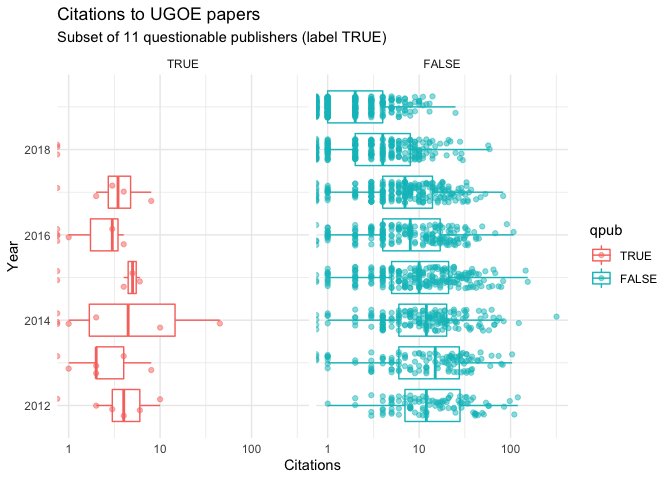 Citations to UGOE papers
Subset of 11 questionable publishers (label TRUE)
TRUE
FALSE
2018
2016
2014
2012
Year
1
10
100
1
10
100
Citations
qpub
TRUE
FALSE